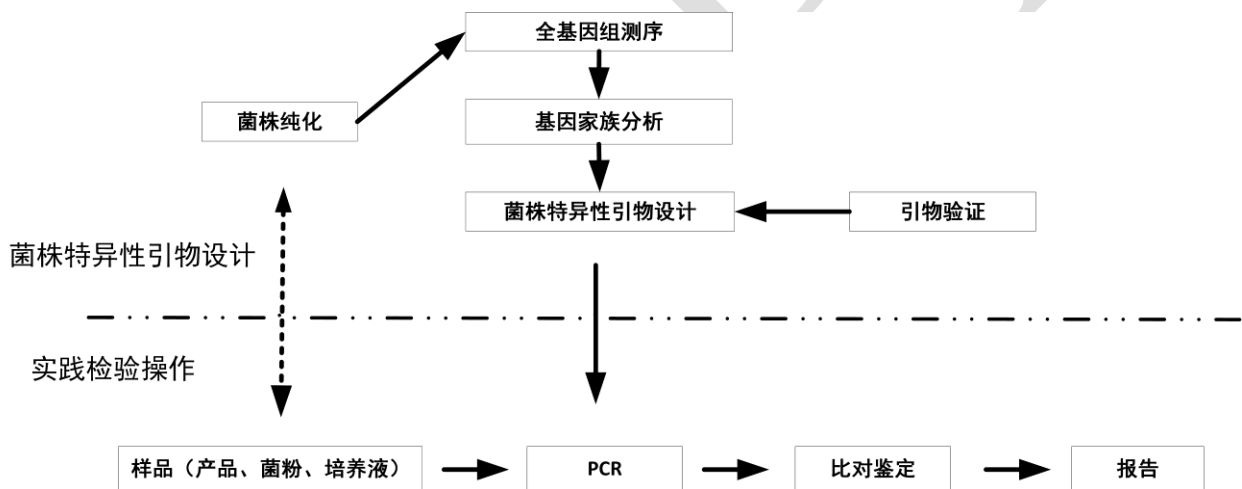 全基因组测序
菌株纯化
基因家族分析
菌株特异性引物设计
引物验证
菌株特异性引物设计
实践检验操作
样品（产品、菌粉、培养液）
PCR
比对鉴定
报告